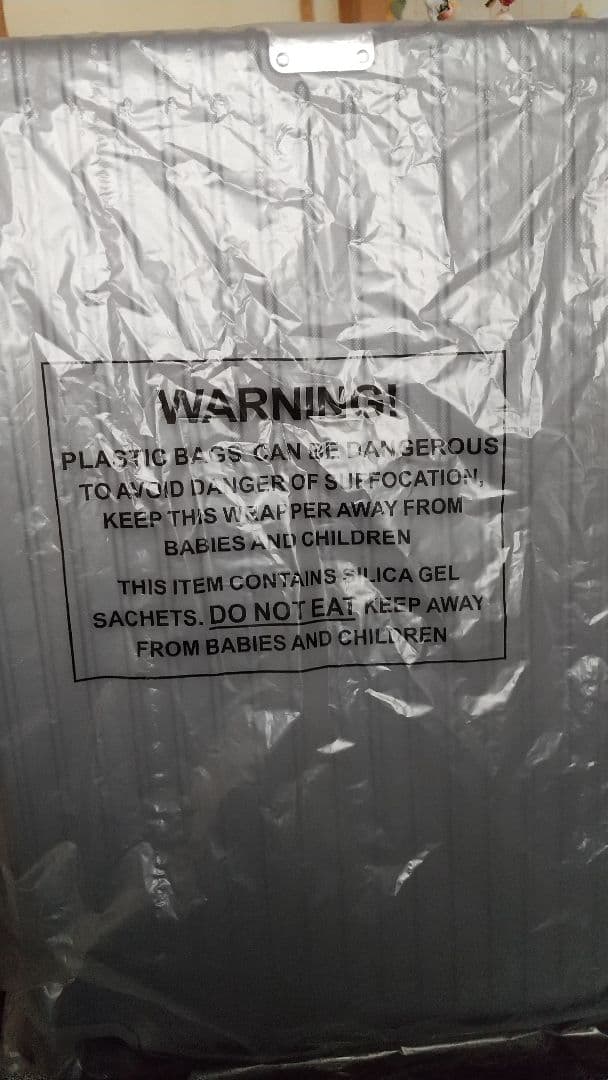 WARNING!
PLASTIC BAGS CAN BE DANGEROUS
TO AVOID DANGER OF SUFFOCATION,
KEEP THIS WRAPPER AWAY FROM
BABIES AND CHILDREN
THIS ITEM CONTAINS SILICA GEL
SACHETS. DO NOT EAT KEEP AWAY
FROM BABIES AND CHILDREN